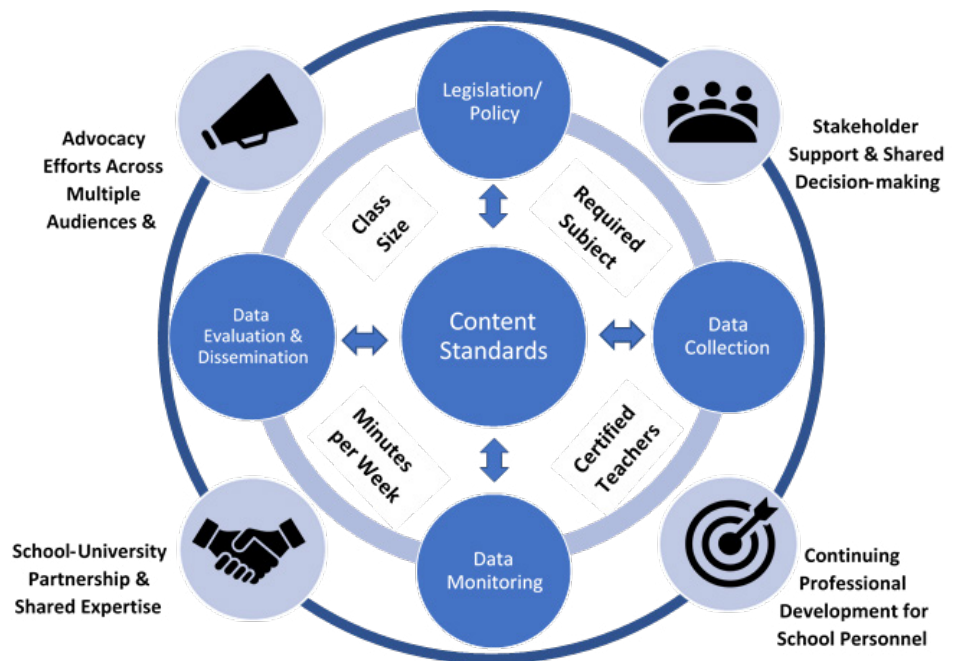 Legislation/
Policy
Advocacy
Efforts Across
Multiple
Audiences &
Stakeholder
Support & Shared
Decision-making
Class
Size
Required
Subject
Data
Evaluation &
Dissemination
Content
Standards
Data
Collection
Minutes
per Week
Certified
Teachers
School-University
Partnership &
Shared Expertise
Data
Monitoring
Continuing
Professional
Development for
School Personnel